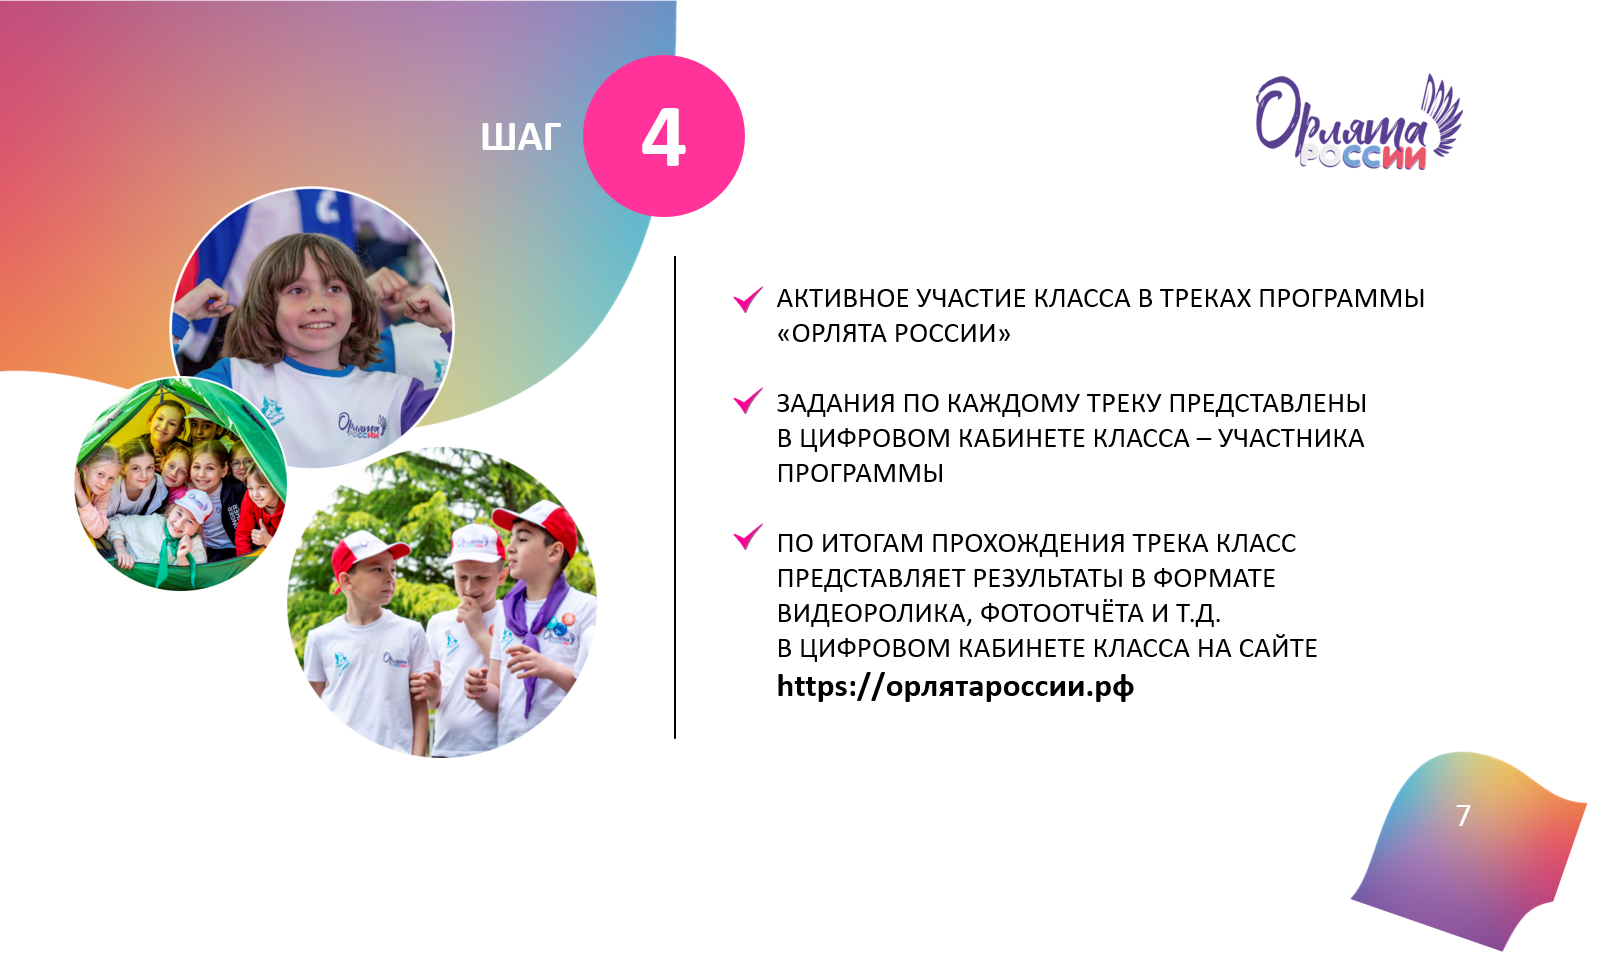 ШАГ
4
Орлята
РОССИИ
АКТИВНОЕ УЧАСТИЕ КЛАССА В ТРЕКАХ ПРОГРАММЫ
«ОРЛЯТА РОССИИ»
ЗАДАНИЯ ПО КАЖДОМУ ТРЕКУ ПРЕДСТАВЛЕНЫ
В ЦИФРОВОМ КАБИНЕТЕ КЛАССА – УЧАСТНИКА
ПРОГРАММЫ
ПО ИТОГАМ ПРОХОЖДЕНИЯ ТРЕКА КЛАСС
ПРЕДСТАВЛЯЕТ РЕЗУЛЬТАТЫ В ФОРМАТЕ
ВИДЕОРОЛИКА, ФОТООТЧЁТА И Т.Д.
В ЦИФРОВОМ КАБИНЕТЕ КЛАССА НА САЙТЕ
https://орлятароссии.рф
Орлята
РОССИИ
7